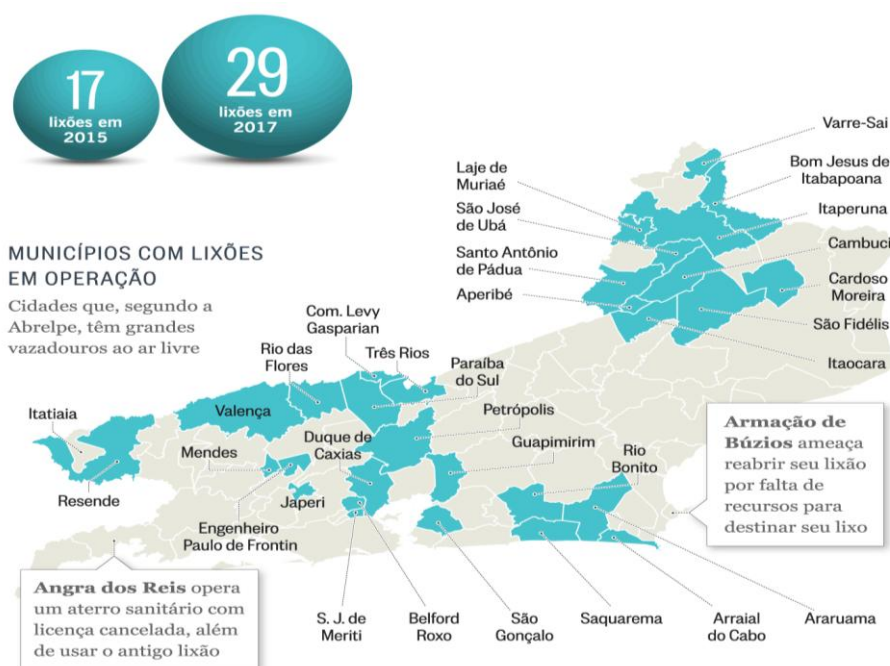 17
lixões em
2015
29
lixões em
2017
MUNICÍPIOS COM LIXÕES
EM OPERAÇÃO
Cidades que, segundo a
Abrelpe, têm grandes
vazadouros ao ar livre
Varre-Sai
Bom Jesus de
Itabapoana
Laje de
Muriaé
São José
de Ubá
Itaperuna
Cambuci
Santo Antônio
de Pádua
Aperibé
Cardoso
Moreira
São Fidélis
Itaocara
Com. Levy
Gasparian
Rio das
Flores
Três Rios
Paraíba
do Sul
Valença
Petrópolis
Itatiaia
Mendes
Duque de
Caxias
Guapimirim
Rio
Bonito
Resende
Japeri
Engenheiro
Paulo de Frontin
Armação de
Búzios ameaça
reabrir seu lixão
por falta de
recursos para
destinar seu lixo
Angra dos Reis opera
um aterro sanitário com
licença cancelada, além
de usar o antigo lixão
S. J. de
Meriti
Belford
Roxo
São
Gonçalo
Saquarema
Arraial
do Cabo
Araruama